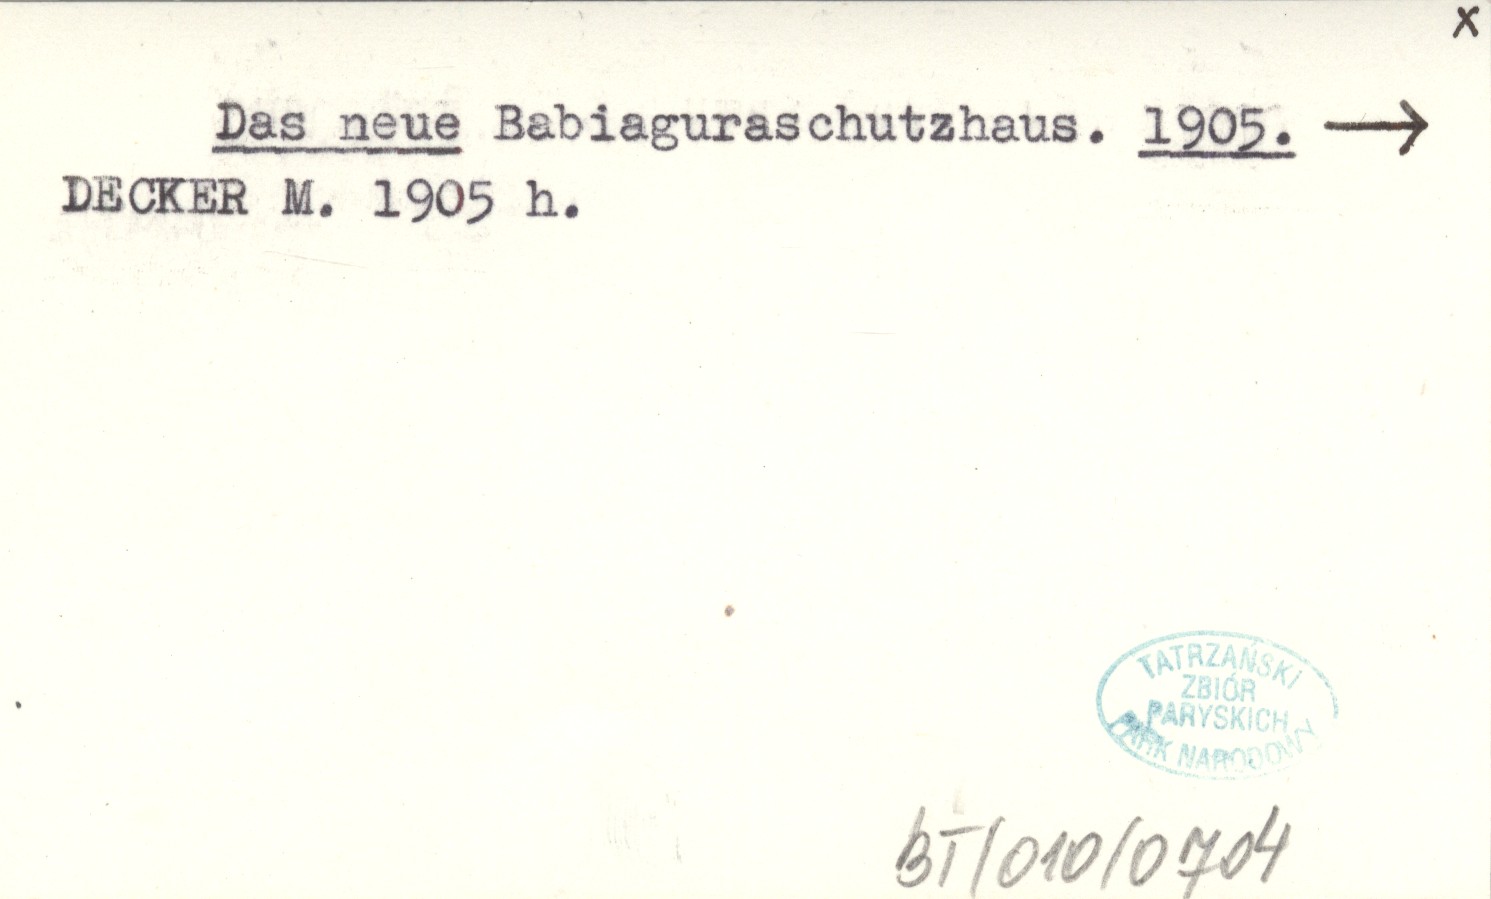 x
Das neue Babiaguraschutzhaus. 1905. →
DECKER M. 1905 h.
TATRZAŃSKI
ZBIÓR
PARYSKICH
PARK NARODOWY
BT/010/0704